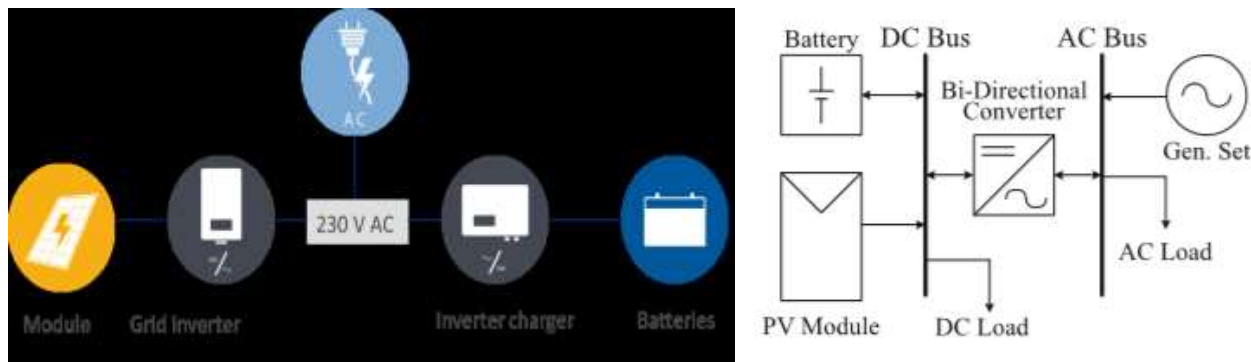 AC
230 V AC
Module
Grid inverter
Inverter charger
Batteries
Battery
DC Bus
AC Bus
Bi-Directional
Converter
Gen. Set
AC Load
PV Module
DC Load